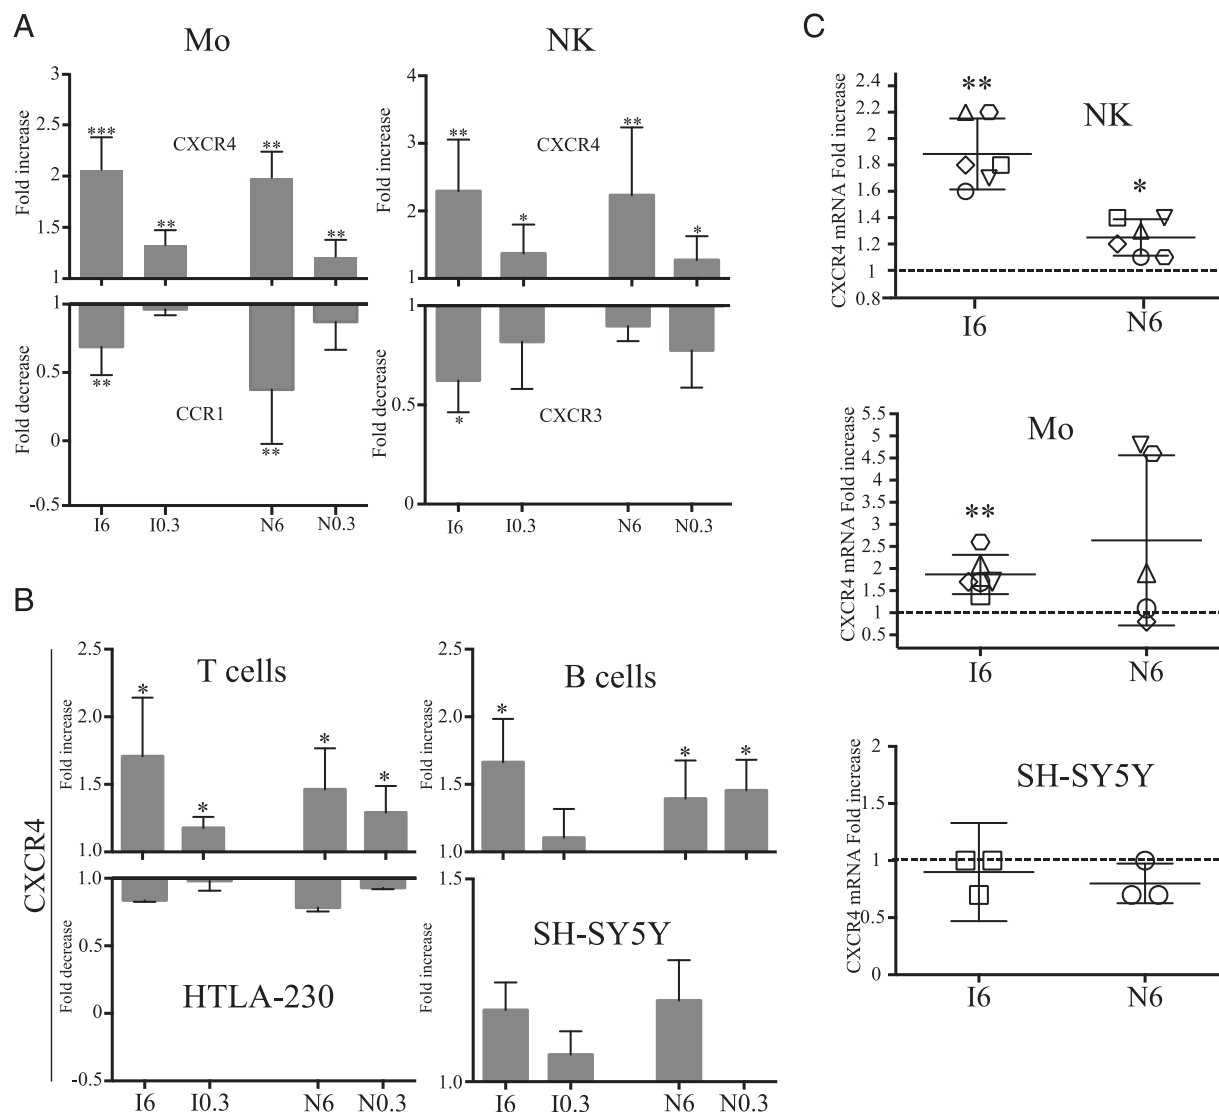 A
Mo
NK
3
2.5
2
1.5
1
Fold increase
***
**
**
**
CXCR4
4
3
2
1
Fold increase
**
*
**
*
CXCR4
1
0.5
0
-0.5
Fold decrease
**
**
CCR1
I6 I0.3 N6 N0.3
1
0.5
0
Fold decrease
*
CXCR3
I6 I0.3 N6 N0.3
B
CXCR4
T cells
2.5
2.0
1.5
1.0
Fold increase
*
*
*
*
B cells
2.5
2.0
1.5
1.0
Fold increase
*
*
*
1.0
0.5
0
-0.5
Fold decrease
HTLA-230
I6 I0.3 N6 N0.3
1.5
1.0
Fold increase
SH-SY5Y
I6 I0.3 N6 N0.3
C
NK
CXCR4 mRNA Fold increase
2.4
2.2
2
1.8
1.6
1.4
1.2
1
0.8
**
*
I6 N6
Mo
CXCR4 mRNA Fold increase
5.5
5
4.5
4
3.5
3
2.5
2
1.5
1
0.5
**
I6 N6
SH-SY5Y
CXCR4 mRNA Fold increase
2
1.5
1
0.5
0
I6 N6